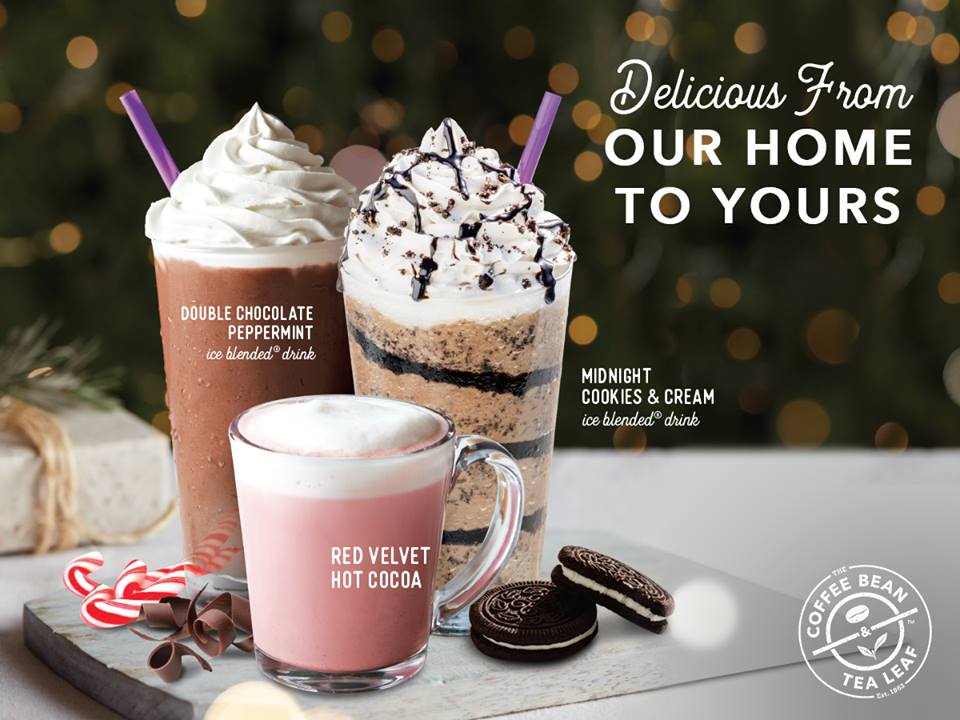 Delicious From
OUR HOME
TO YOURS
DOUBLE CHOCOLATE
PEPPERMINT
ice blended® drink
MIDNIGHT
COOKIES & CREAM
ice blended® drink
RED VELVET
HOT COCOA
THE
COFFEE BEAN
&
TEA LEAF
TM
Est. 1963